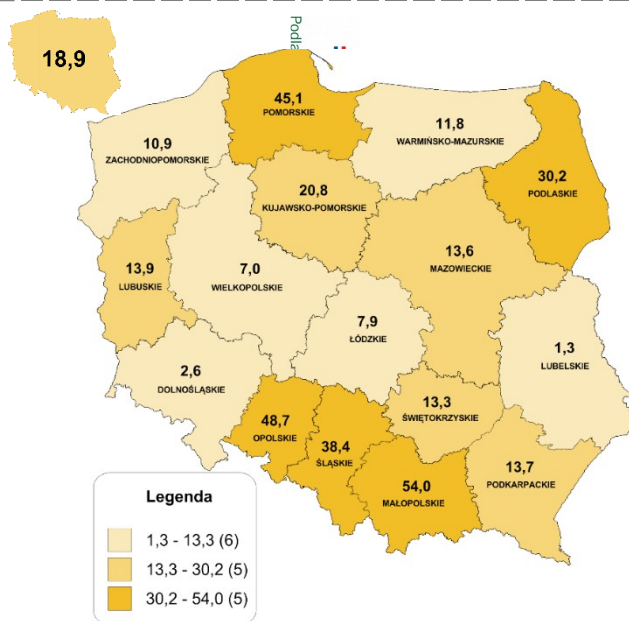 18,9
Podla
45,1
POMORSKIE
11,8
WARMIŃSKO-MAZURSKIE
10,9
ZACHODNIOPOMORSKIE
30,2
PODLASKIE
20,8
KUJAWSKO-POMORSKIE
13,6
MAZOWIECKIE
13,9
LUBUSKIE
7,0
WIELKOPOLSKIE
7,9
ŁÓDZKIE
1,3
LUBELSKIE
2,6
DOLNOŚLĄSKIE
13,3
ŚWIĘTOKRZYSKIE
48,7
OPOLSKIE
38,4
ŚLĄSKIE
13,7
PODKARPACKIE
54,0
MAŁOPOLSKIE
Legenda
1,3 - 13,3 (6)
13,3 - 30,2 (5)
30,2 - 54,0 (5)